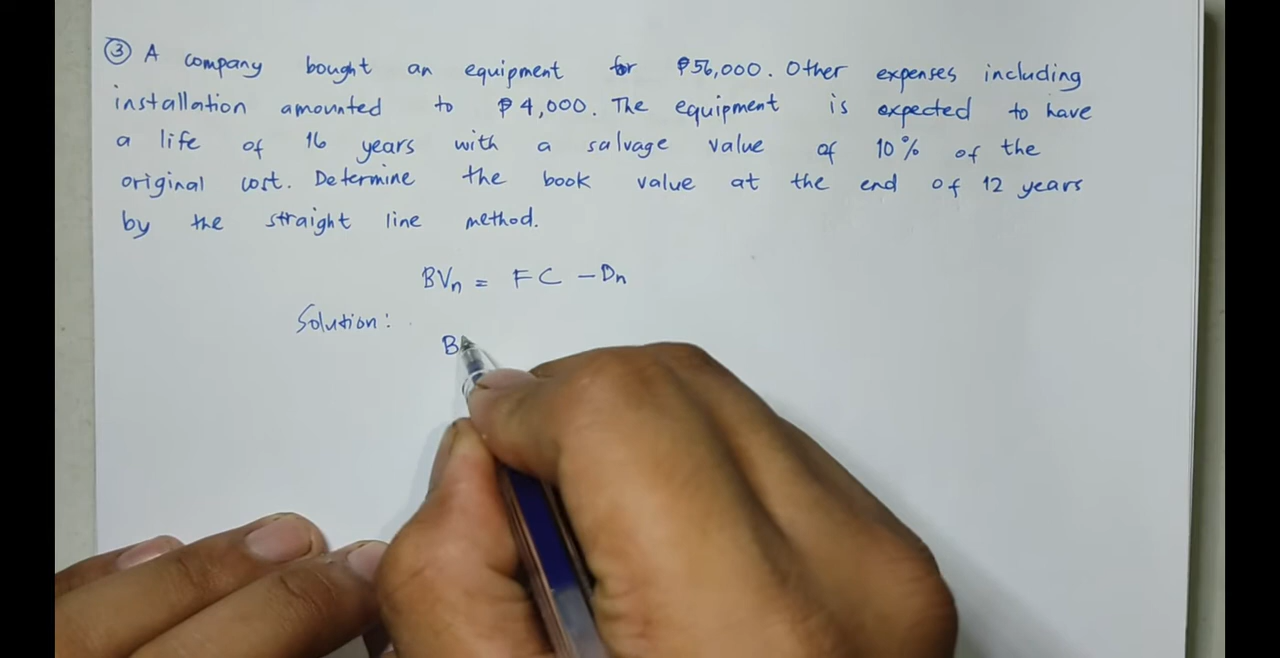 ③ A company bought an equipment for ₱56,000. Other expenses including
installation amounted to ₱4,000. The equipment is expected to have
a life of 16 years with a salvage value of 10% of the
original cost. Determine the book value at the end of 12 years
by the straight line method.
BVn = FC - Dn
Solution:
B